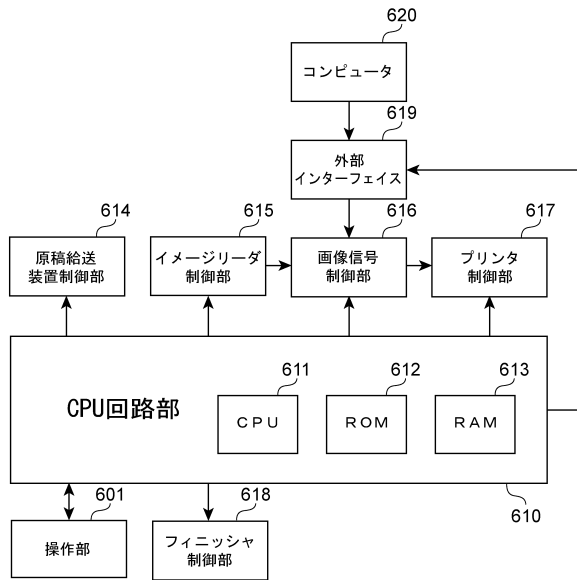 620
コンピュータ
619
外部
インターフェイス
614
原稿給送
装置制御部
615
イメージリーダ
制御部
616
画像信号
制御部
617
プリンタ
制御部
CPU回路部
611
ＣＰＵ
612
ＲＯＭ
613
ＲＡＭ
610
601
操作部
618
フィニッシャ
制御部